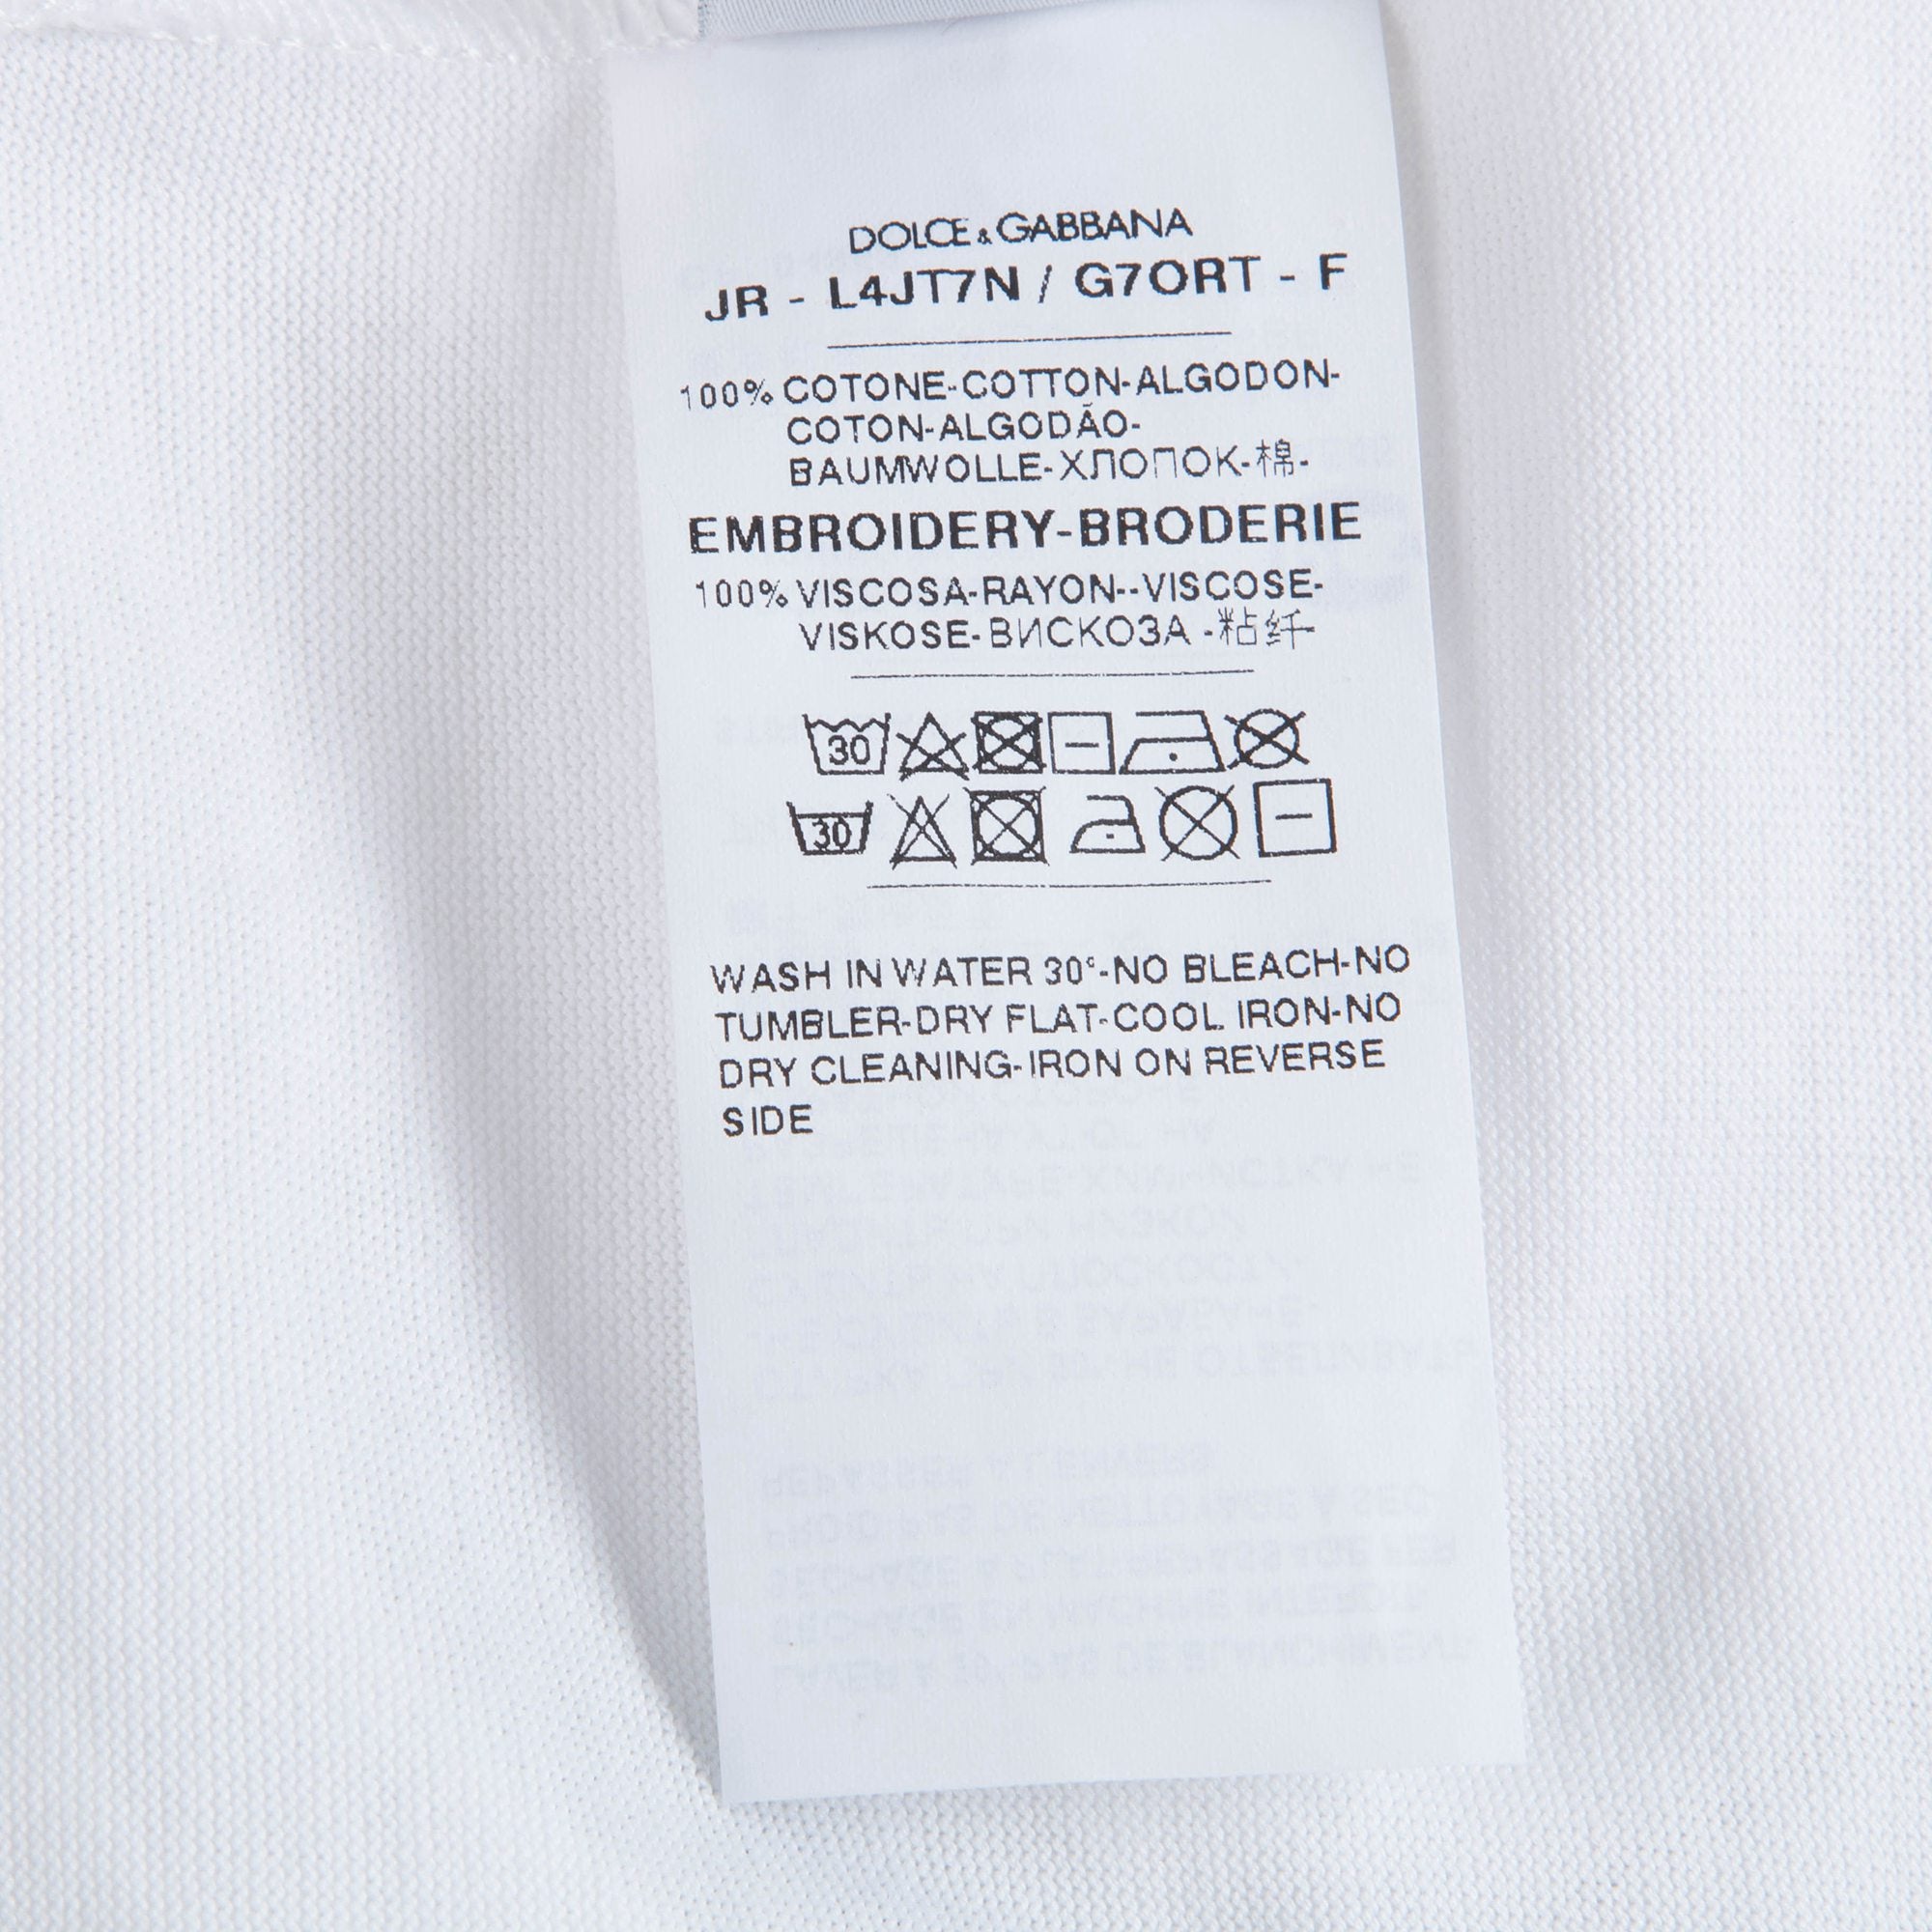 DOLCE & GABBANA
JR - L4JT7N / G7ORT - F
100% COTONE-COTTON-ALGODON-
COTON-ALGODÃO-
BAUMWOLLE-ХЛОПОК-棉-
EMBROIDERY-BRODERIE
100% VISCOSA-RAYON--VISCOSE-
VISKOSE-ВИСКОЗА -粘纤-
30
30
WASH IN WATER 30°-NO BLEACH-NO
TUMBLER-DRY FLAT-COOL IRON-NO
DRY CLEANING-IRON ON REVERSE
SIDE